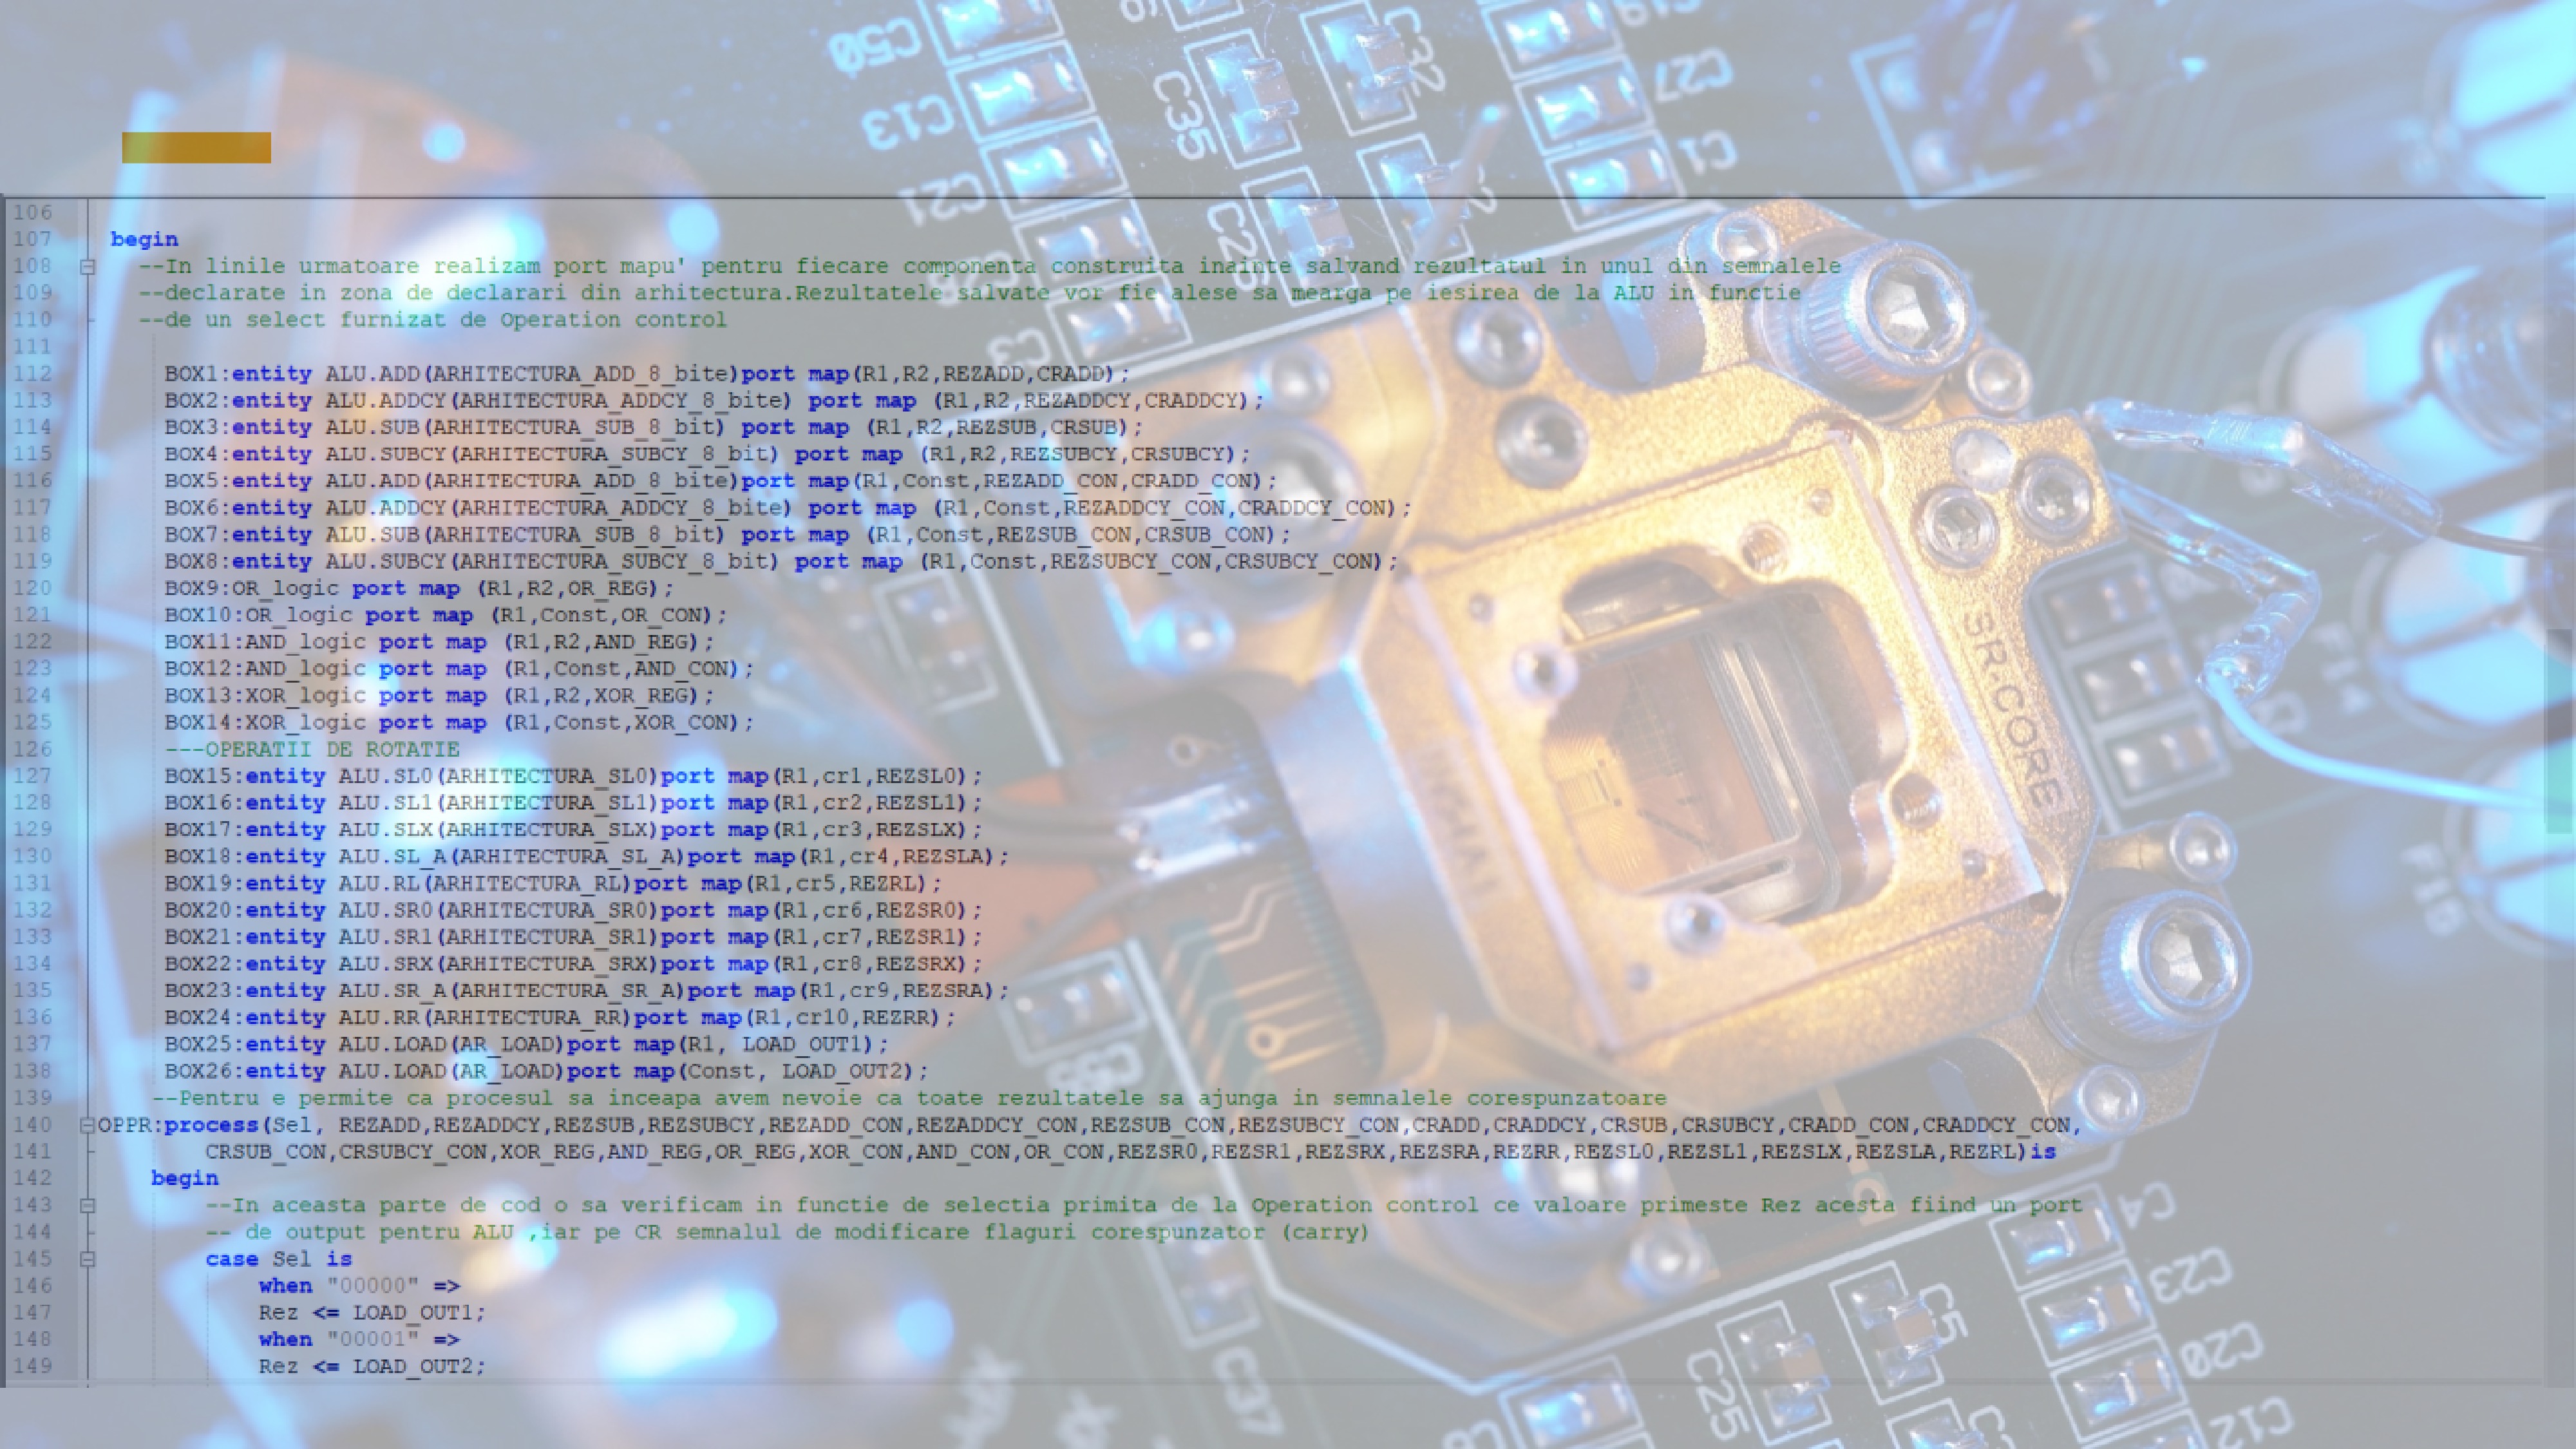 106
107 begin
108 --In linile urmatoare realizam port mapu' pentru fiecare componenta construita inainte salvand rezultatul in unul din semnalele
109 --declarate in zona de declarari din arhitectura.Rezultatele salvate vor fie alese sa mearga pe iesirea de la ALU in functie
110 --de un select furnizat de Operation control
111
112 BOX1:entity ALU.ADD(ARHITECTURA_ADD_8_bite)port map(R1,R2,REZADD,CRADD);
113 BOX2:entity ALU.ADDCY(ARHITECTURA_ADDCY_8_bite) port map (R1,R2,REZADDCY,CRADDCY);
114 BOX3:entity ALU.SUB(ARHITECTURA_SUB_8_bit) port map (R1,R2,REZSUB,CRSUB);
115 BOX4:entity ALU.SUBCY(ARHITECTURA_SUBCY_8_bit) port map (R1,R2,REZSUBCY,CRSUBCY);
116 BOX5:entity ALU.ADD(ARHITECTURA_ADD_8_bite)port map(R1,Const,REZADD_CON,CRADD_CON);
117 BOX6:entity ALU.ADDCY(ARHITECTURA_ADDCY_8_bite) port map (R1,Const,REZADDCY_CON,CRADDCY_CON);
118 BOX7:entity ALU.SUB(ARHITECTURA_SUB_8_bit) port map (R1,Const,REZSUB_CON,CRSUB_CON);
119 BOX8:entity ALU.SUBCY(ARHITECTURA_SUBCY_8_bit) port map (R1,Const,REZSUBCY_CON,CRSUBCY_CON);
120 BOX9:OR_logic port map (R1,R2,OR_REG);
121 BOX10:OR_logic port map (R1,Const,OR_CON);
122 BOX11:AND_logic port map (R1,R2,AND_REG);
123 BOX12:AND_logic port map (R1,Const,AND_CON);
124 BOX13:XOR_logic port map (R1,R2,XOR_REG);
125 BOX14:XOR_logic port map (R1,Const,XOR_CON);
126 ---OPERATII DE ROTATIE
127 BOX15:entity ALU.SL0(ARHITECTURA_SL0)port map(R1,cr1,REZSL0);
128 BOX16:entity ALU.SL1(ARHITECTURA_SL1)port map(R1,cr2,REZSL1);
129 BOX17:entity ALU.SLX(ARHITECTURA_SLX)port map(R1,cr3,REZSLX);
130 BOX18:entity ALU.SL_A(ARHITECTURA_SL_A)port map(R1,cr4,REZSLA);
131 BOX19:entity ALU.RL(ARHITECTURA_RL)port map(R1,cr5,REZRL);
132 BOX20:entity ALU.SR0(ARHITECTURA_SR0)port map(R1,cr6,REZSR0);
133 BOX21:entity ALU.SR1(ARHITECTURA_SR1)port map(R1,cr7,REZSR1);
134 BOX22:entity ALU.SRX(ARHITECTURA_SRX)port map(R1,cr8,REZSRX);
135 BOX23:entity ALU.SR_A(ARHITECTURA_SR_A)port map(R1,cr9,REZSRA);
136 BOX24:entity ALU.RR(ARHITECTURA_RR)port map(R1,cr10,REZRR);
137 BOX25:entity ALU.LOAD(AR_LOAD)port map(R1, LOAD_OUT1);
138 BOX26:entity ALU.LOAD(AR_LOAD)port map(Const, LOAD_OUT2);
139 --Pentru e permite ca procesul sa inceapa avem nevoie ca toate rezultatele sa ajunga in semnalele corespunzatoare
140 OPPR:process(Sel, REZADD,REZADDCY,REZSUB,REZSUBCY,REZADD_CON,REZADDCY_CON,REZSUB_CON,REZSUBCY_CON,CRADD,CRADDCY,CRSUB,CRSUBCY,CRADD_CON,CRADDCY_CON,
141 CRSUB_CON,CRSUBCY_CON,XOR_REG,AND_REG,OR_REG,XOR_CON,AND_CON,OR_CON,REZSR0,REZSR1,REZSRX,REZSRA,REZRR,REZSL0,REZSL1,REZSLX,REZSLA,REZRL)is
142 begin
143 --In aceasta parte de cod o sa verificam in functie de selectia primita de la Operation control ce valoare primeste Rez acesta fiind un port
144 -- de output pentru ALU ,iar pe CR semnalul de modificare flaguri corespunzator (carry)
145 case Sel is
146 when "00000" =>
147 Rez <= LOAD_OUT1;
148 when "00001" =>
149 Rez <= LOAD_OUT2;
C50
C13
C21
C3
C35
C26
C32
C19
C27
C1
SR-CORE
F14
F15
C37
C4
C23
C20
C12
C5
C25